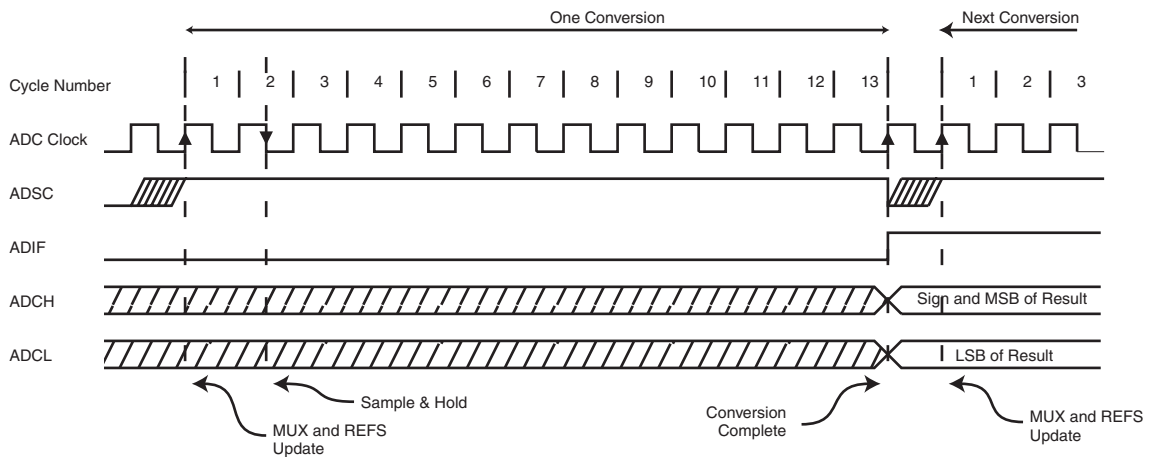 One Conversion
Next Conversion
Cycle Number 1 2 3 4 5 6 7 8 9 10 11 12 13 1 2 3
ADC Clock
ADSC
ADIF
ADCH
Sign and MSB of Result
ADCL
LSB of Result
Sample & Hold
MUX and REFS
Update
Conversion
Complete
MUX and REFS
Update